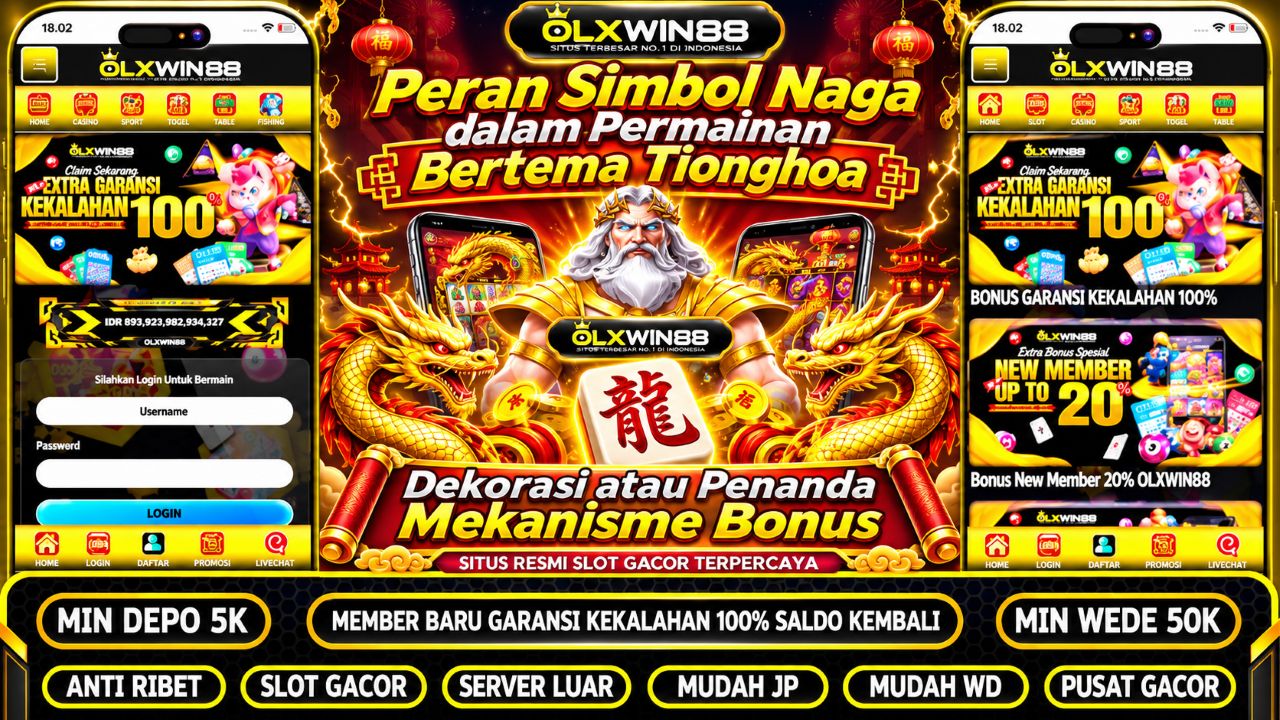 18.02
OLXWIN88
HOME CASINO SPORT TOGEL TABLE FISHING
OLXWIN88
Claim Sekarang
EXTRA GARANSI
KEKALAHAN 100%
IDR 893,923,982,934,327
OLXWIN88
Silahkan Login Untuk Bermain
Username
Password
LOGIN
HOME LOGIN DAFTAR PROMOSI LIVECHAT
OLXWIN88
SITUS TERBESAR NO.1 DI INDONESIA
Peran Simbol Naga
dalam Permainan
Bertema Tionghoa
福
福
OLXWIN88
SITUS TERBESAR NO.1 DI INDONESIA
龍
福
Dekorasi atau Penanda
Mekanisme Bonus
SITUS RESMI SLOT GACOR TERPERCAYA
18.02
OLXWIN88
HOME SLOT CASINO SPORT TOGEL TABLE
OLXWIN88
Claim Sekarang
EXTRA GARANSI
KEKALAHAN 100%
BONUS GARANSI KEKALAHAN 100%
OLXWIN88
Extra Bonus Spesial
NEW MEMBER
UP TO 20%
Bonus New Member 20% OLXWIN88
OLXWIN88
HOME LOGIN DAFTAR PROMOSI LIVECHAT
MIN DEPO 5K
MEMBER BARU GARANSI KEKALAHAN 100% SALDO KEMBALI
MIN WEDE 50K
ANTI RIBET
SLOT GACOR
SERVER LUAR
MUDAH JP
MUDAH WD
PUSAT GACOR